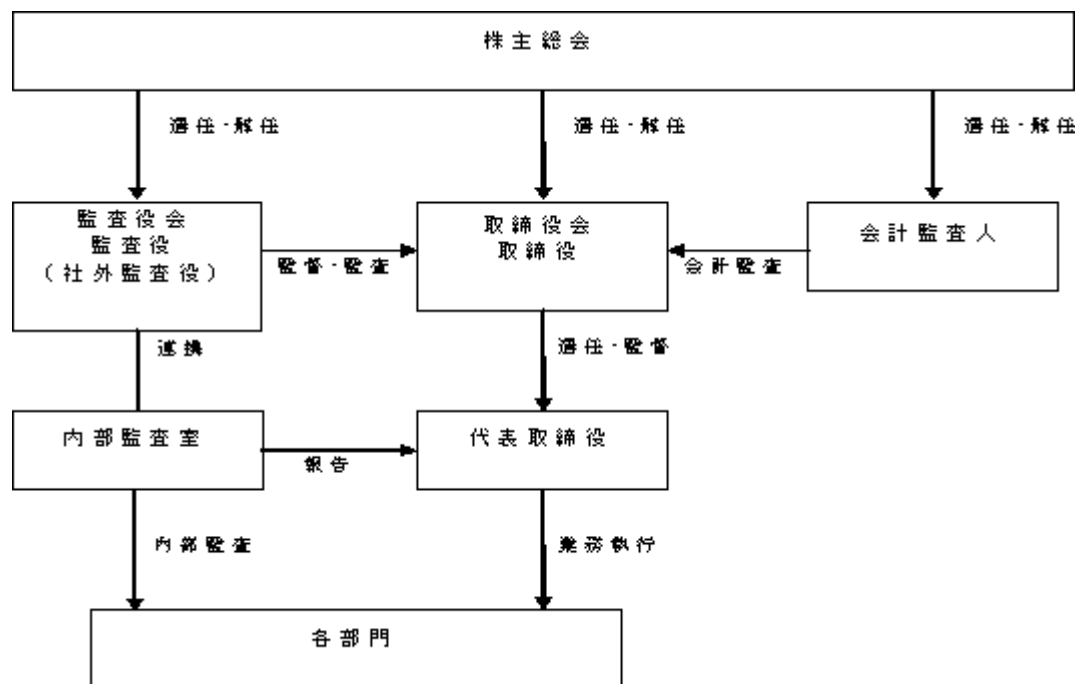 株主総会
選任・解任
選任・解任
選任・解任
監査役会
監査役
（社外監査役）
監督・監査
取締役会
取締役
会計監査
会計監査人
連携
選任・監督
内部監査室
報告
代表取締役
内部監査
業務執行
各部門